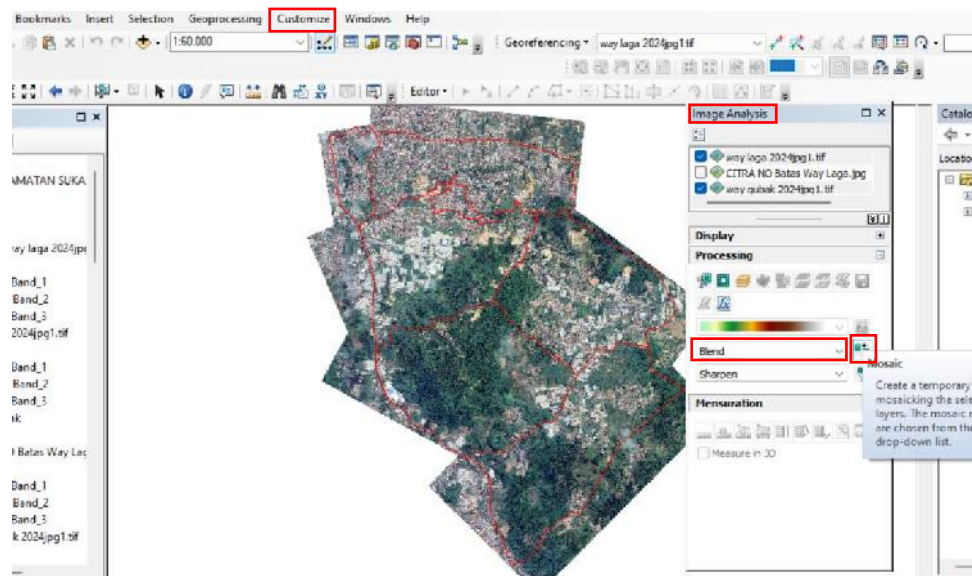 Bookmarks Insert Selection Geoprocessing Customize Windows Help
1:60.000
Georeferencing
way laga 2024jpg1.tif
Editor
Image Analysis
Catalo
Locatio
way laga 2024jpg1.tif
CITRA NO Batas Way Laga.jpg
way qubak 2024jpg1.tif
AMATAN SUKA
Display
Processing
ay laga 2024jpg
Band_1
Band_2
Band_3
2024jpg1.tif
Blend
Mosaic
Sharpen
Create a temporary
mosaicking the sele
layers. The mosaic m
are chosen from the
drop-down list.
Band_1
Band_2
Band_3
ak
Mensuration
Measure in 3D
O Batas Way Lag
Band_1
Band_2
Band_3
k 2024jpg1.tif